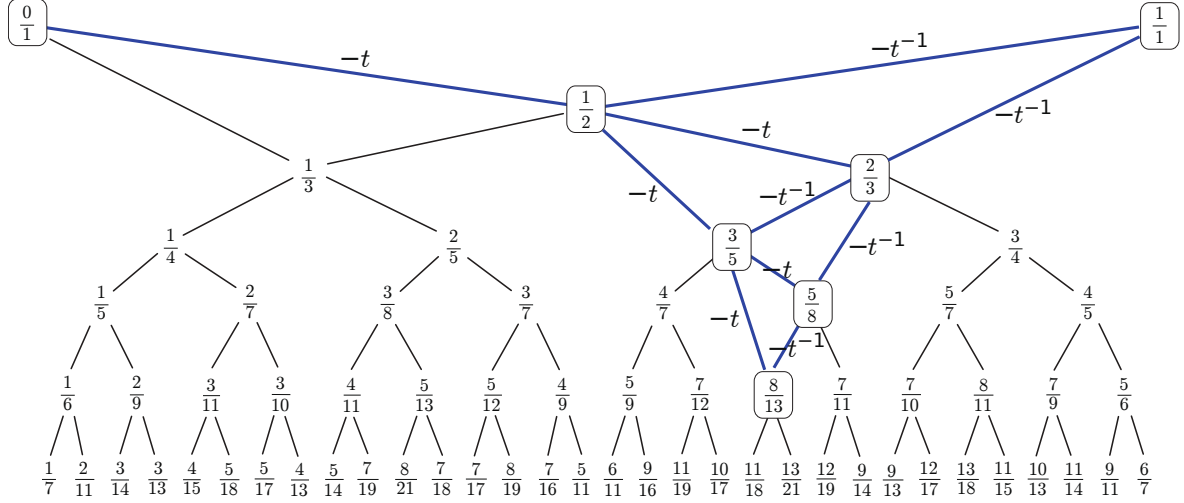 0/1 1/1
−t −t⁻¹
1/2
−t −t⁻¹
1/3 2/3
−t −t⁻¹
1/4 2/5 3/5 −t⁻¹ 3/4
−t
1/5 2/7 3/8 3/7 4/7 5/8 5/7 4/5
−t −t⁻¹
1/6 2/9 3/11 3/10 4/11 5/13 5/12 4/9 5/9 7/12 8/13 7/11 7/10 8/11 7/9 5/6
1/7 2/11 3/14 3/13 4/15 5/18 5/17 4/13 5/14 7/19 8/21 7/18 7/17 8/19 7/16 5/11 6/11 9/16 11/19 10/17 11/18 13/21 12/19 9/14 9/13 12/17 13/18 11/15 10/13 11/14 9/11 6/7